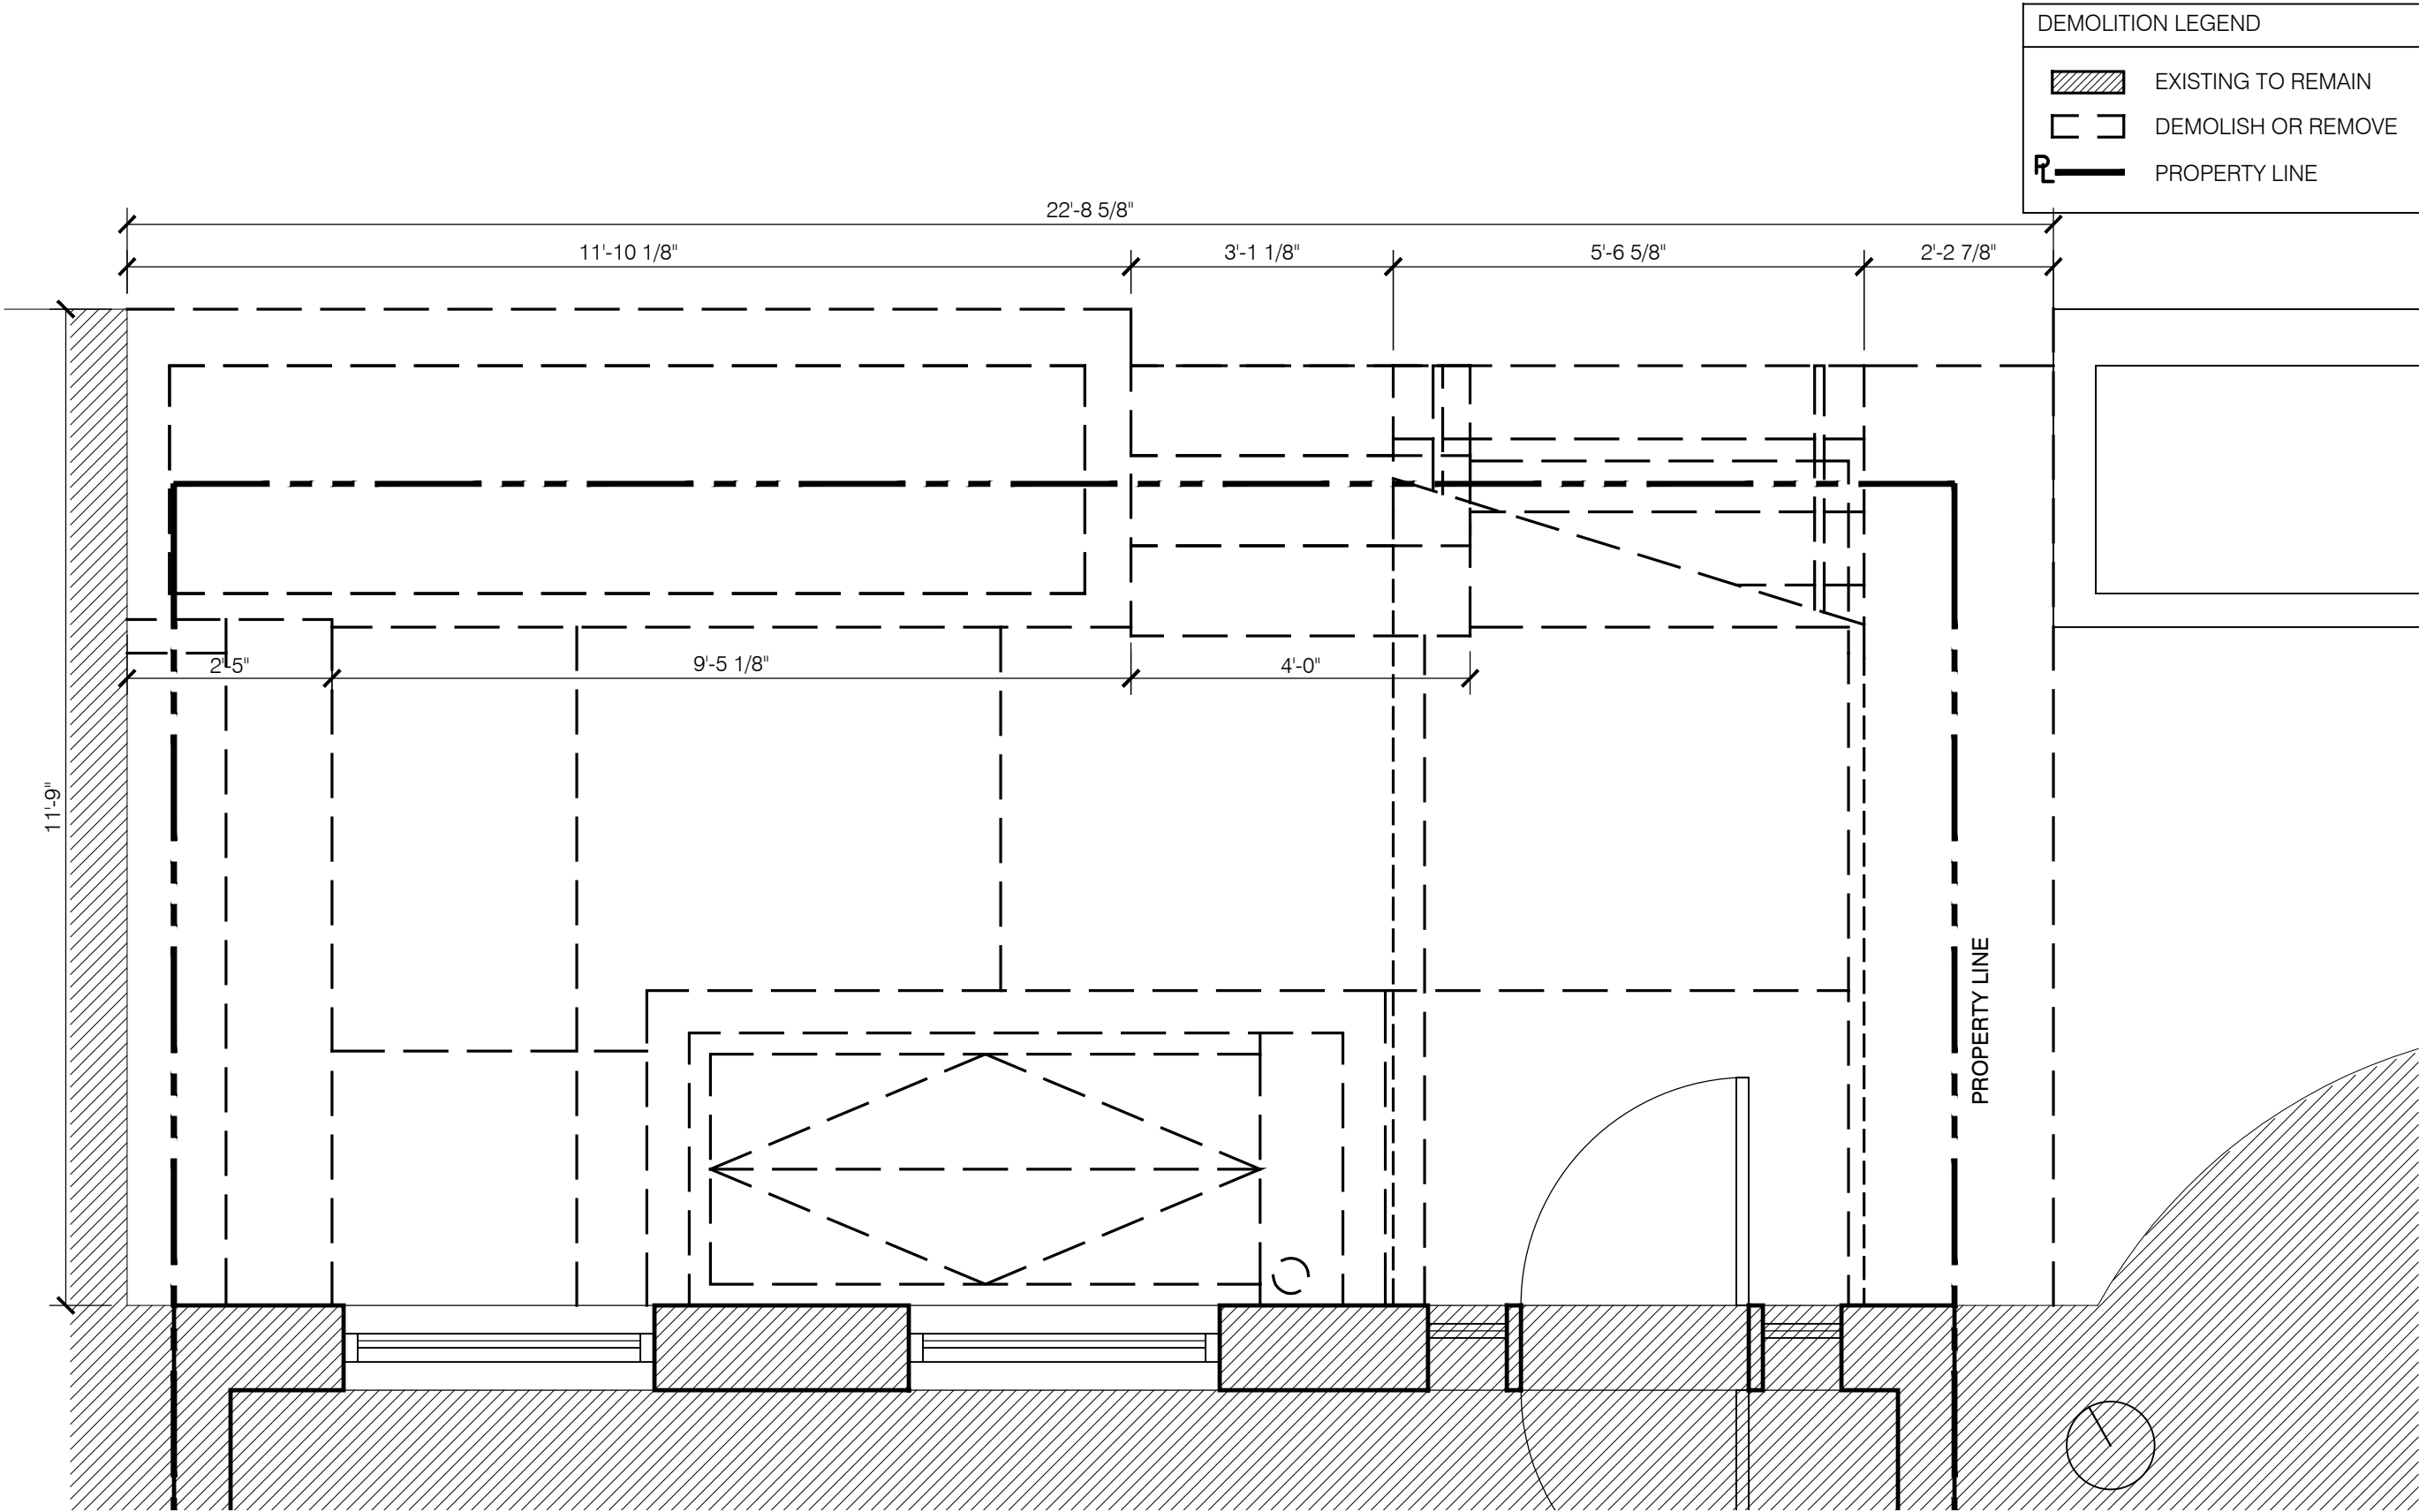 DEMOLITION LEGEND
EXISTING TO REMAIN
DEMOLISH OR REMOVE
PL PROPERTY LINE
22'-8 5/8"
11'-10 1/8" 3'-1 1/8" 5'-6 5/8" 2'-2 7/8"
2'-5" 9'-5 1/8" 4'-0"
11'-9"
PROPERTY LINE